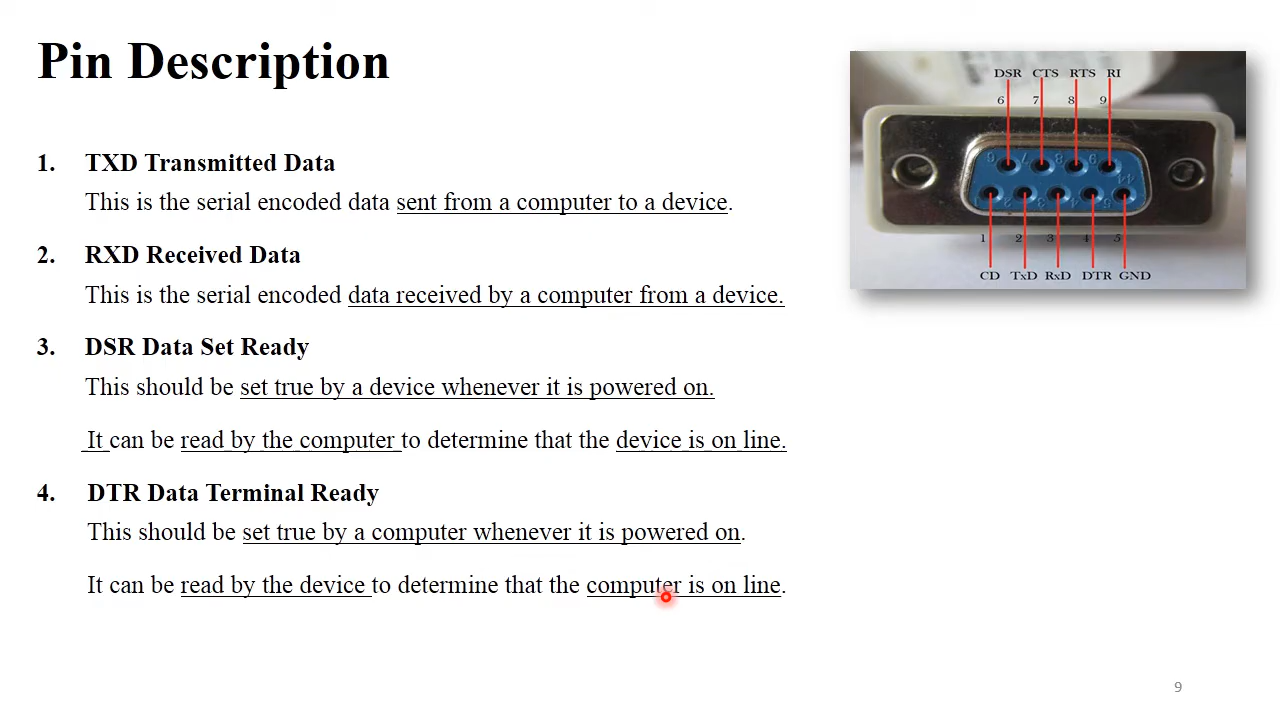 Pin Description
1. TXD Transmitted Data
This is the serial encoded data sent from a computer to a device.
2. RXD Received Data
This is the serial encoded data received by a computer from a device.
3. DSR Data Set Ready
This should be set true by a device whenever it is powered on.
It can be read by the computer to determine that the device is on line.
4. DTR Data Terminal Ready
This should be set true by a computer whenever it is powered on.
It can be read by the device to determine that the computer is on line.
DSR CTS RTS RI
6 7 8 9
1 2 3 4 5
CD TxD RxD DTR GND
9